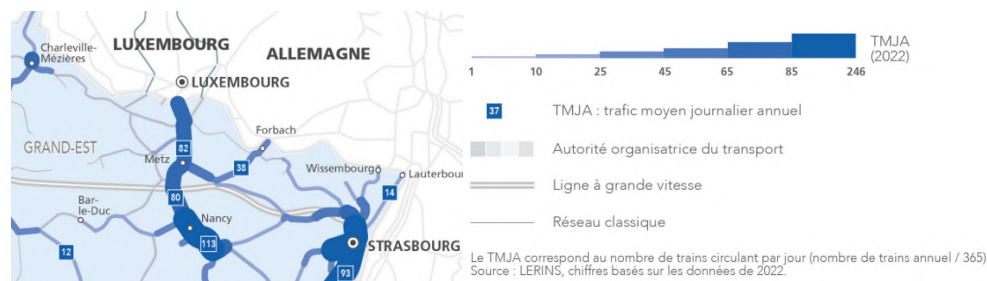 Charleville-
Mézières
LUXEMBOURG
ALLEMAGNE
LUXEMBOURG
GRAND-EST
Forbach
82
Metz
38
Wissembourg
Lauterbour
14
80
Bar-
le-Duc
Nancy
113
12
STRASBOURG
93
TMJA
(2022)
1 10 25 45 65 85 246
37 TMJA : trafic moyen journalier annuel
Autorité organisatrice du transport
Ligne à grande vitesse
Réseau classique
Le TMJA correspond au nombre de trains circulant par jour (nombre de trains annuel / 365)
Source : LERINS, chiffres basés sur les données de 2022.